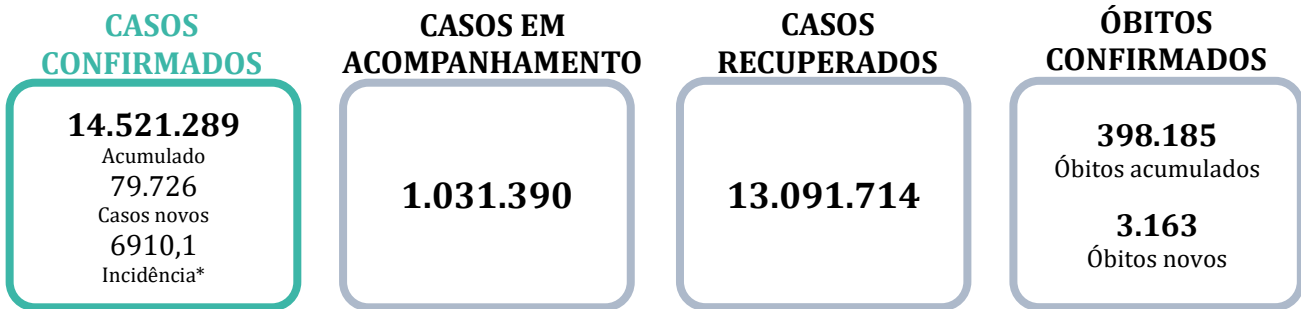 CASOS
CONFIRMADOS
14.521.289
Acumulado
79.726
Casos novos
6910,1
Incidência*
CASOS EM
ACOMPANHAMENTO
1.031.390
CASOS
RECUPERADOS
13.091.714
ÓBITOS
CONFIRMADOS
398.185
Óbitos acumulados
3.163
Óbitos novos